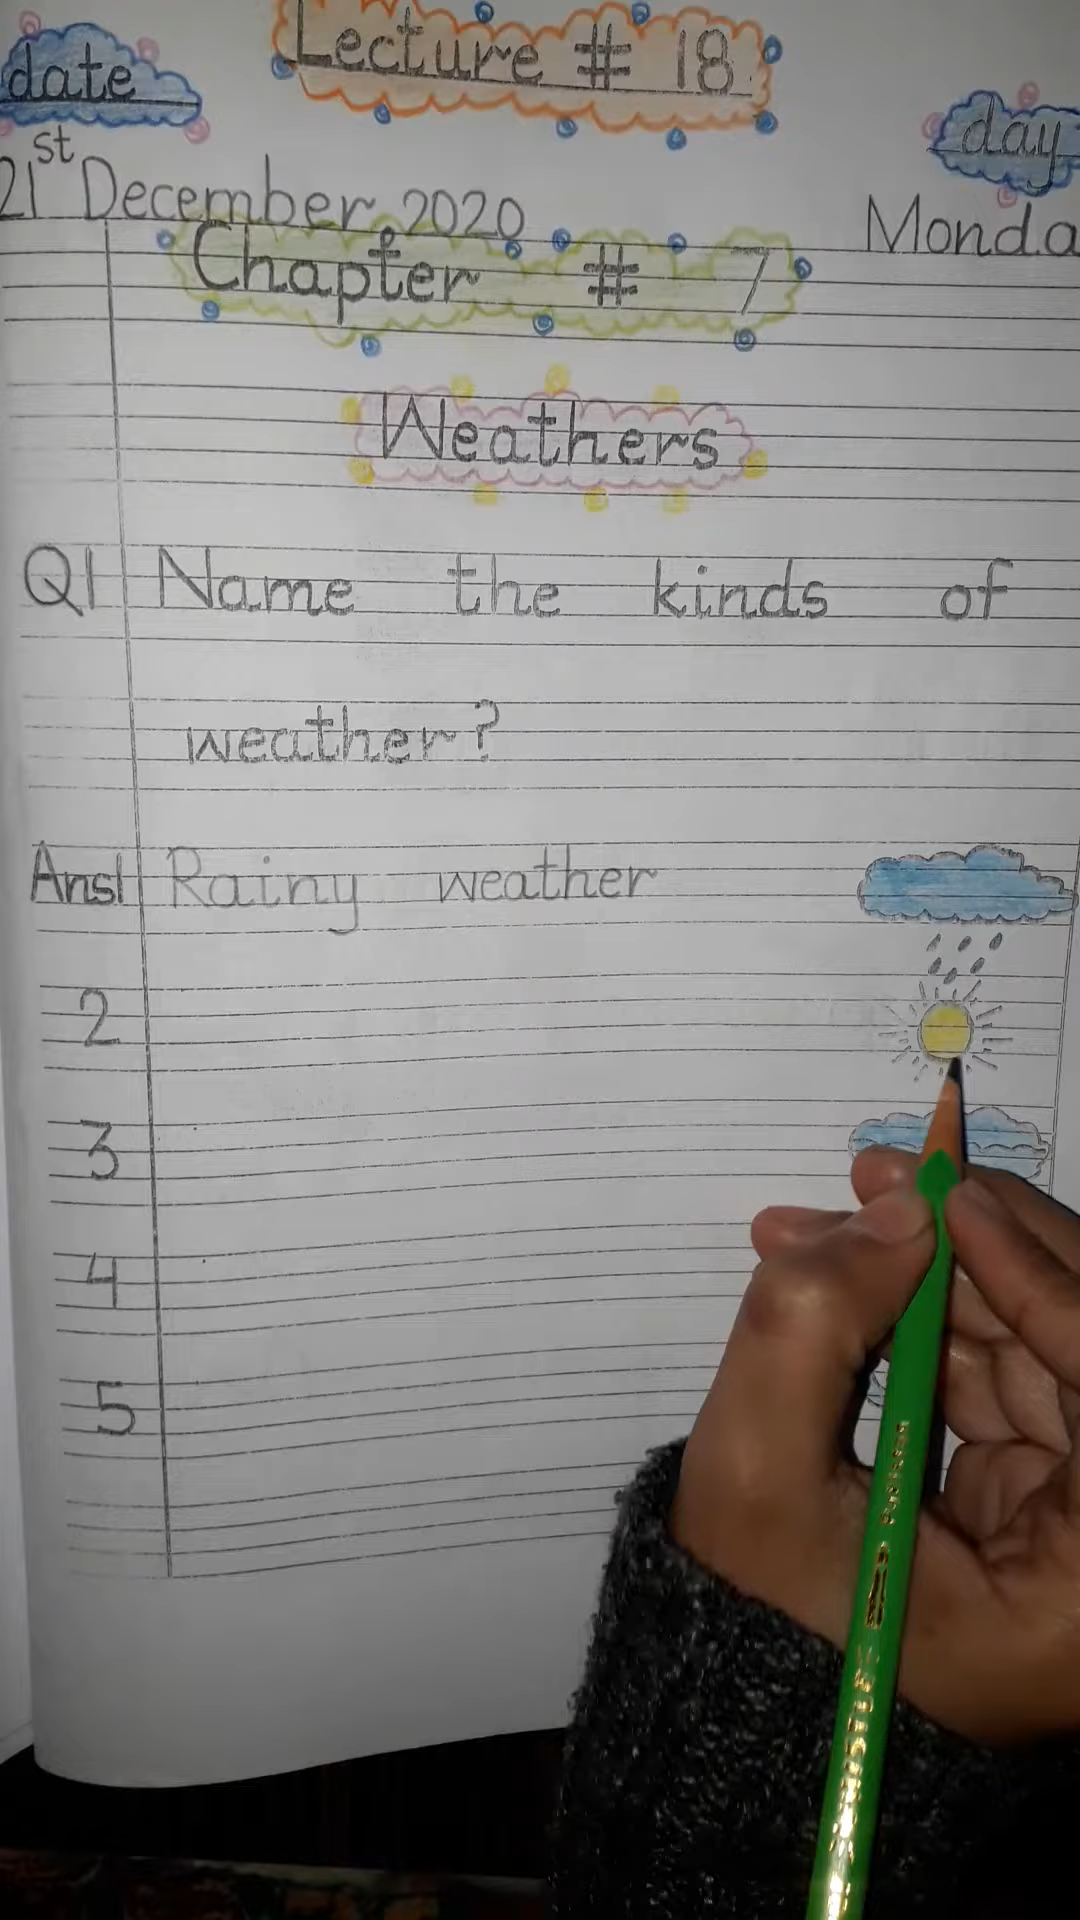 Lecture # 18
date
day
21st December, 2020
Monda
Chapter # 7
Weathers
Q1 Name the kinds of
weather?
Ans1 Rainy weather
2
3
4
5